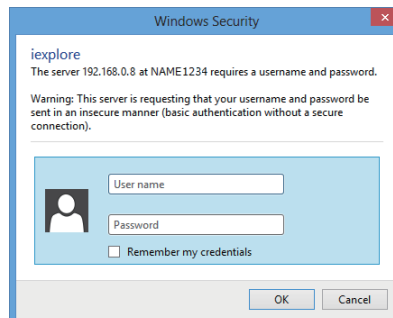 Windows Security
iexplore
The server 192.168.0.8 at NAME1234 requires a username and password.
Warning: This server is requesting that your username and password be
sent in an insecure manner (basic authentication without a secure
connection).
User name
Password
Remember my credentials
OK
Cancel